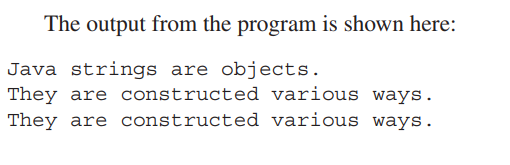 The output from the program is shown here:
Java strings are objects.
They are constructed various ways.
They are constructed various ways.